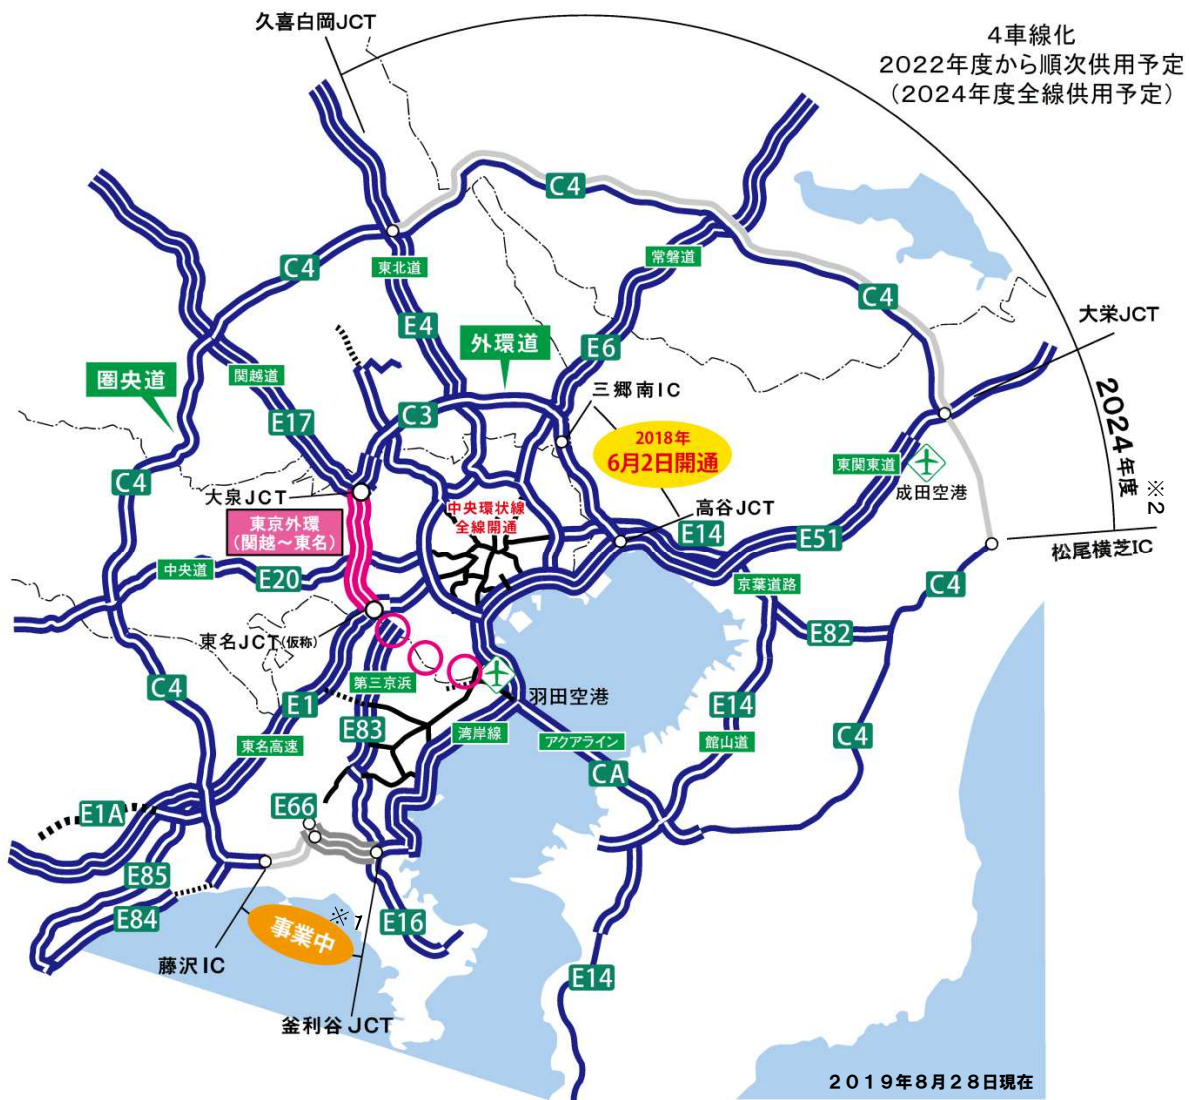 久喜白岡JCT
4車線化
2022年度から順次供用予定
(2024年度全線供用予定)
C4
常磐道
C4
東北道
C4
大栄JCT
E4
外環道
E6
圏央道
関越道
三郷南IC
E17
C3
2024年度
※2
2018年
6月2日開通
東関東道
成田空港
C4
大泉JCT
中央環状線
全線開通
高谷JCT
東京外環
(関越～東名)
E14
E51
松尾横芝IC
中央道
E20
京葉道路
C4
E82
東名JCT(仮称)
第三京浜
C4
E1
羽田空港
E14
E83
湾岸線
アクアライン
館山道
C4
東名高速
CA
E1A
E66
E85
E84
事業中
※1
E16
藤沢IC
E14
釜利谷JCT
2019年8月28日現在